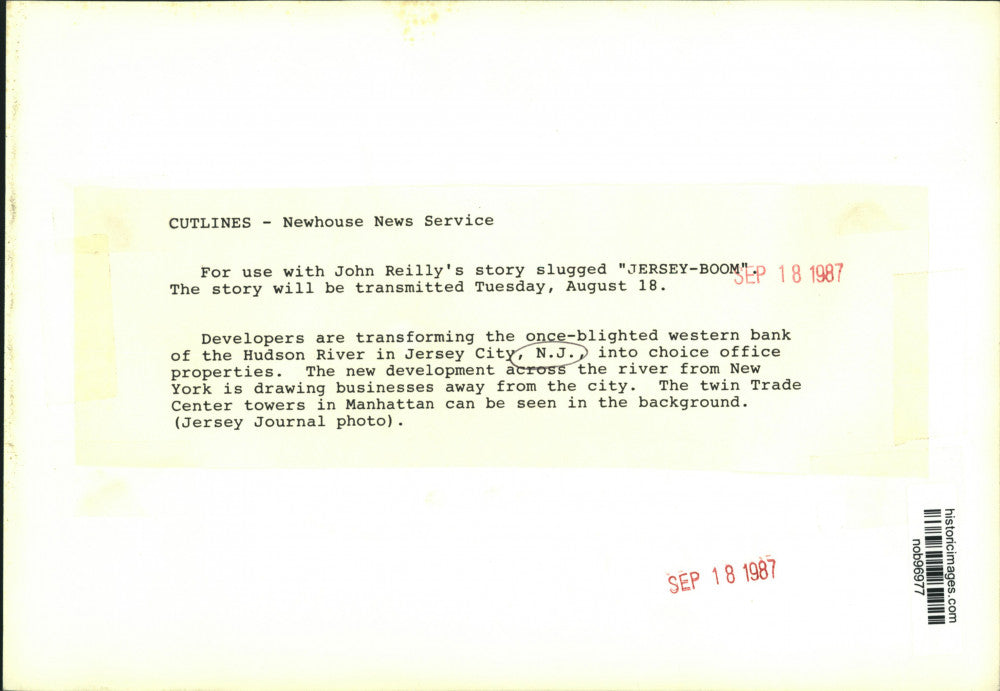 CUTLINES - Newhouse News Service
For use with John Reilly's story slugged "JERSEY-BOOM".
SEP 18 1987
The story will be transmitted Tuesday, August 18.
Developers are transforming the once-blighted western bank
of the Hudson River in Jersey City, N.J., into choice office
properties. The new development across the river from New
York is drawing businesses away from the city. The twin Trade
Center towers in Manhattan can be seen in the background.
(Jersey Journal photo).
SEP 18 1987
historicimages.com
nob96977